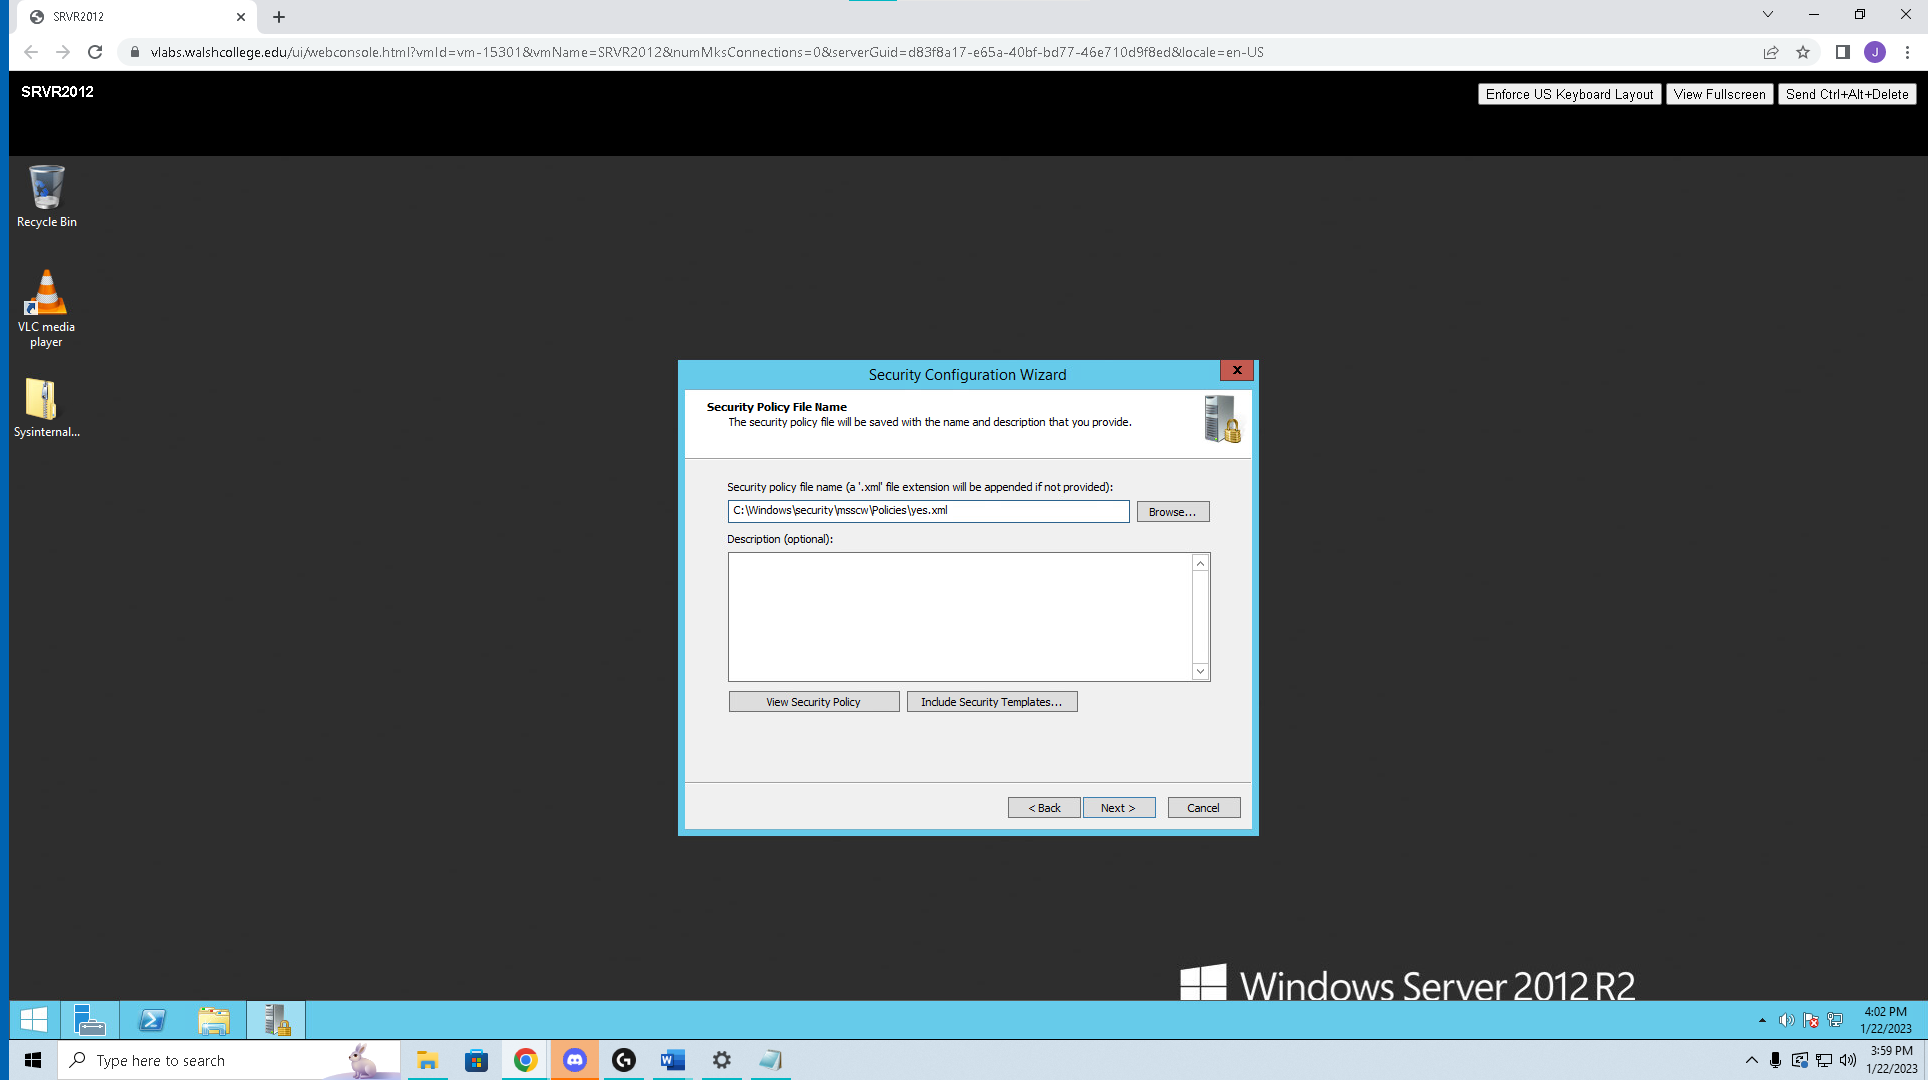 SRVR2012
vlabs.walshcollege.edu/ui/webconsole.html?vmId=vm-15301&vmName=SRVR2012&numMksConnections=0&serverGuid=d83f8a17-e65a-40bf-bd77-46e710d9f8ed&locale=en-US
J
SRVR2012
Enforce US Keyboard Layout
View Fullscreen
Send Ctrl+Alt+Delete
Recycle Bin
VLC media
player
Sysinternal...
Security Configuration Wizard
Security Policy File Name
The security policy file will be saved with the name and description that you provide.
Security policy file name (a '.xml' file extension will be appended if not provided):
C:\Windows\security\msscw\Policies\yes.xml
Browse...
Description (optional):
View Security Policy
Include Security Templates...
< Back
Next >
Cancel
Windows Server 2012 R2
4:02 PM
1/22/2023
Type here to search
3:59 PM
1/22/2023